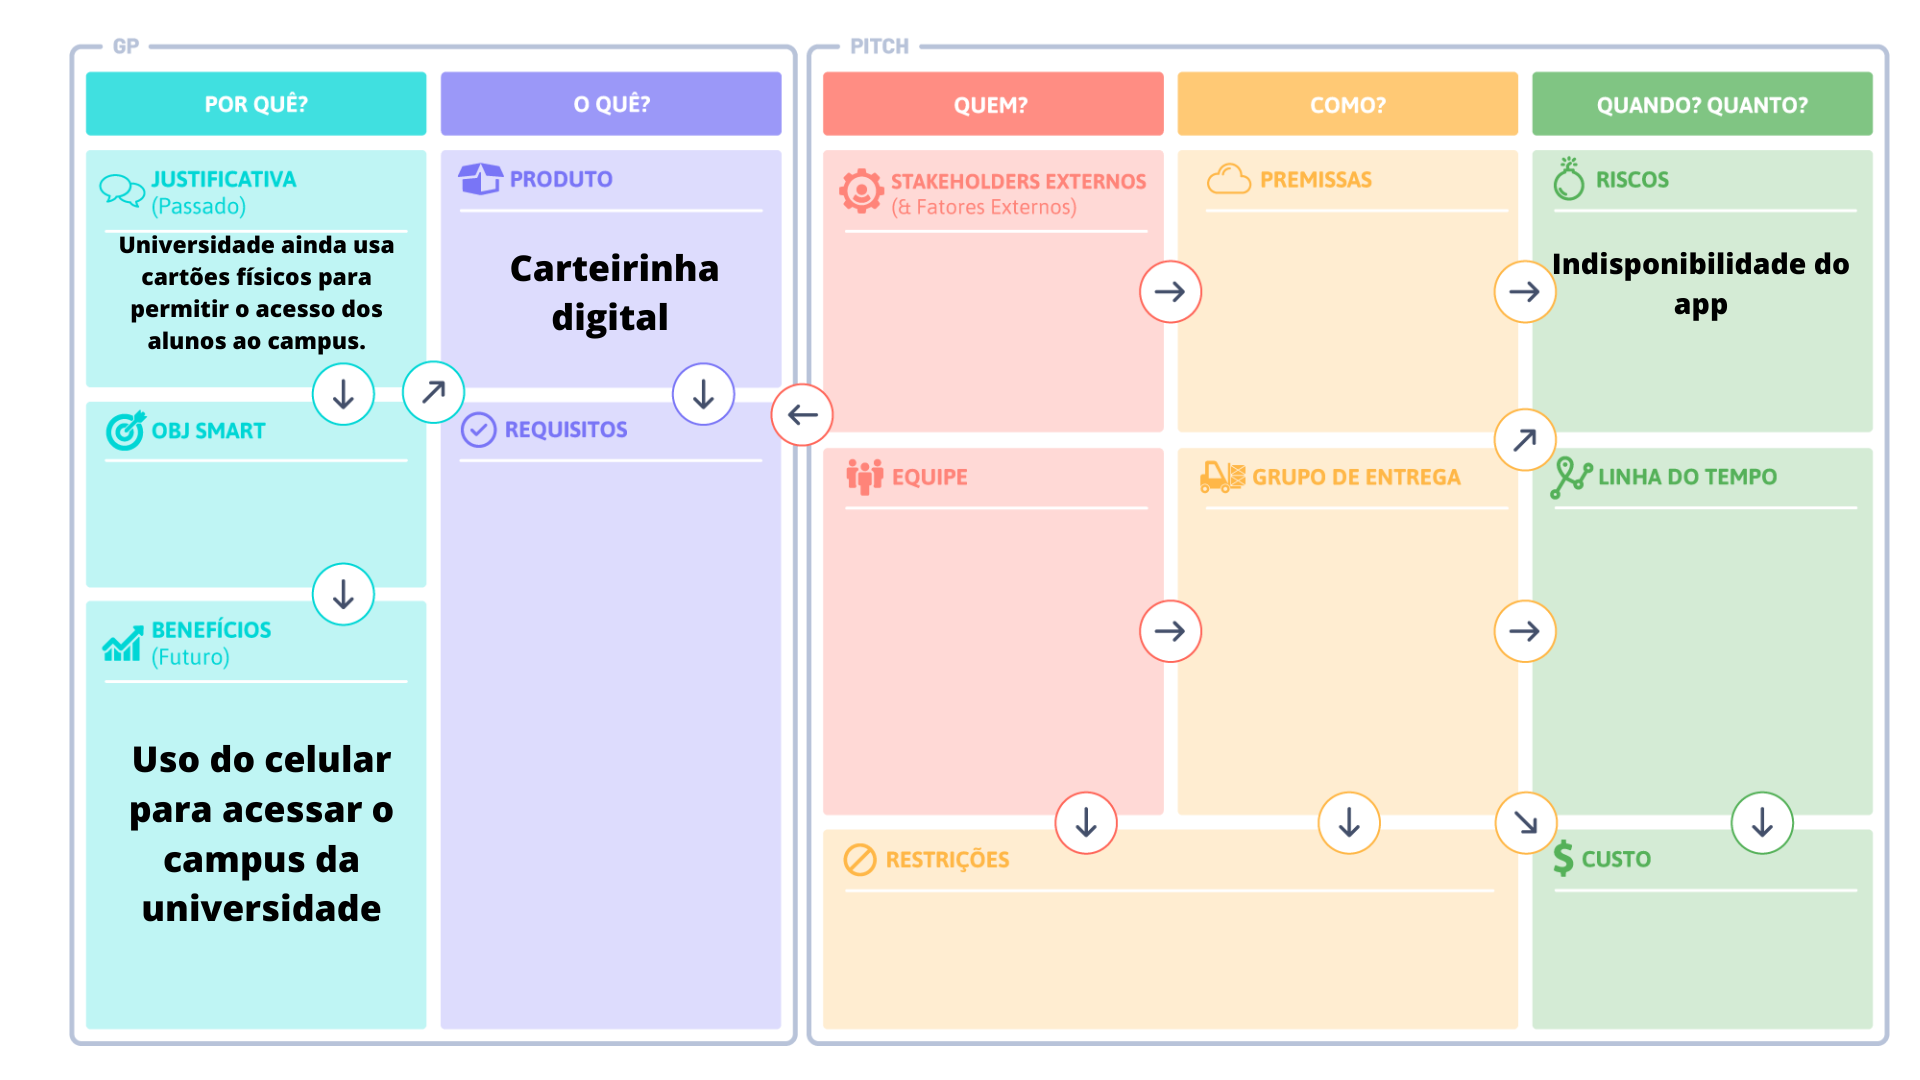 GP
PITCH
POR QUÊ?
O QUÊ?
QUEM?
COMO?
QUANDO? QUANTO?
JUSTIFICATIVA
(Passado)
Universidade ainda usa
cartões físicos para
permitir o acesso dos
alunos ao campus.
OBJ SMART
BENEFÍCIOS
(Futuro)
Uso do celular
para acessar o
campus da
universidade
PRODUTO
Carteirinha
digital
REQUISITOS
STAKEHOLDERS EXTERNOS
(& Fatores Externos)
EQUIPE
PREMISSAS
GRUPO DE ENTREGA
RESTRIÇÕES
RISCOS
Indisponibilidade do
app
LINHA DO TEMPO
$ CUSTO